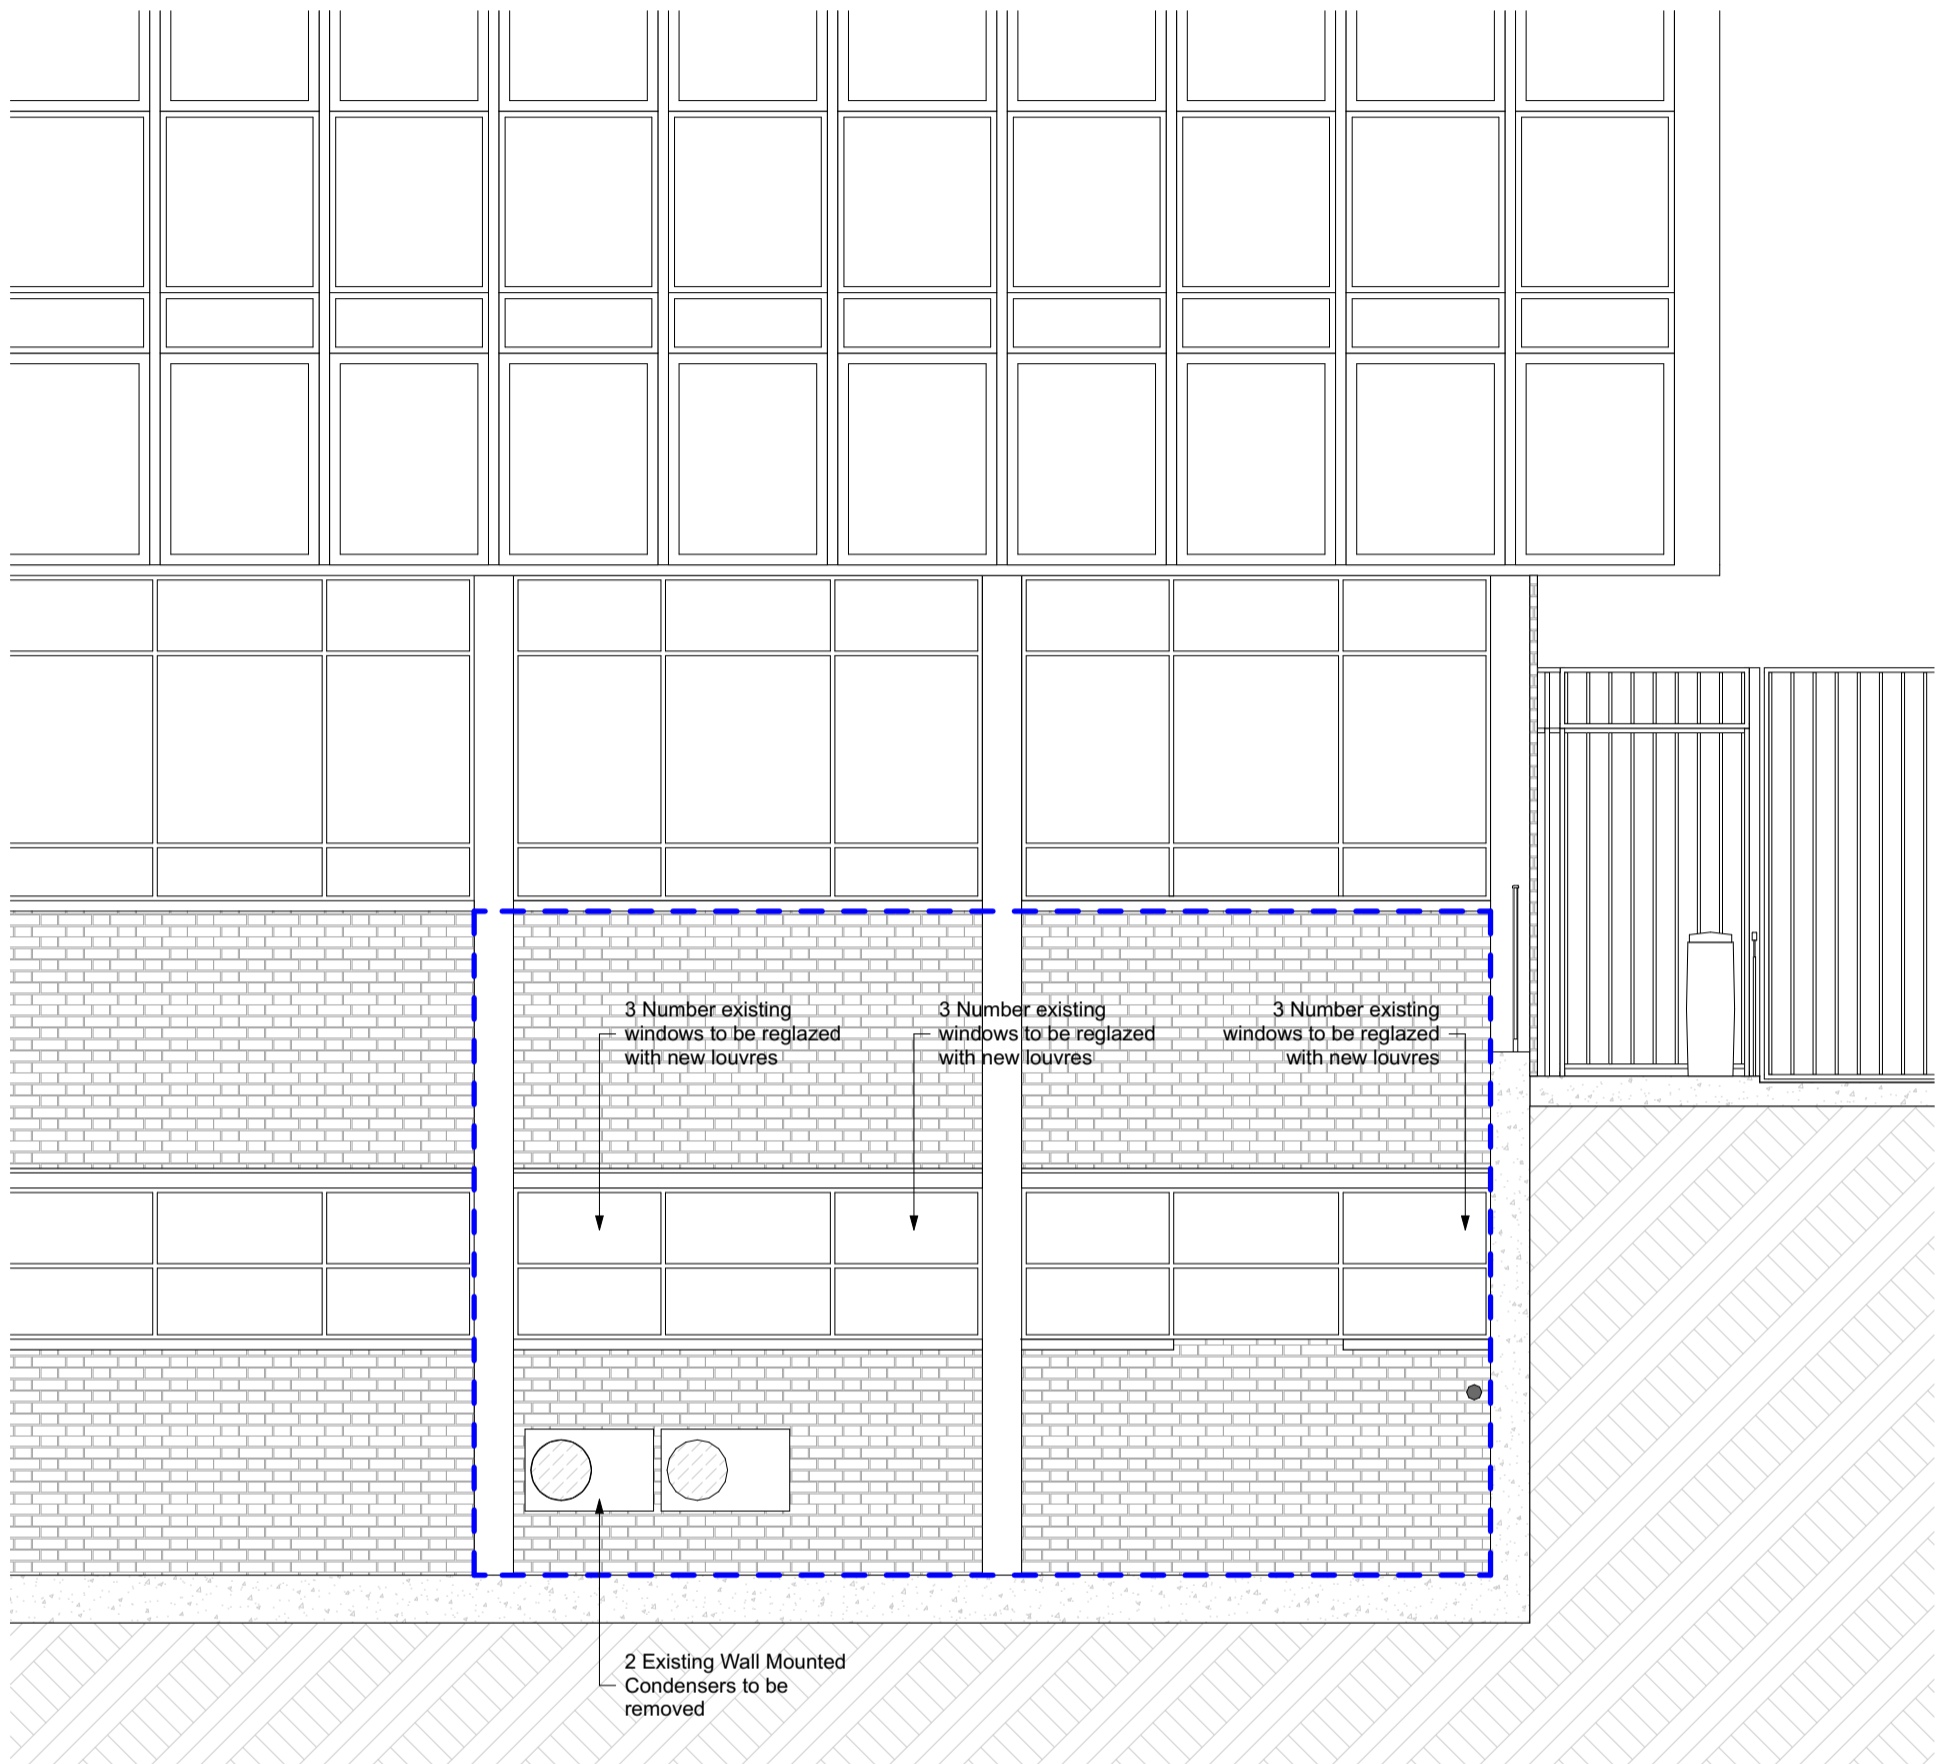 3 Number existing
windows to be reglazed
with new louvres
3 Number existing
windows to be reglazed
with new louvres
3 Number existing
windows to be reglazed
with new louvres
2 Existing Wall Mounted
Condensers to be
removed